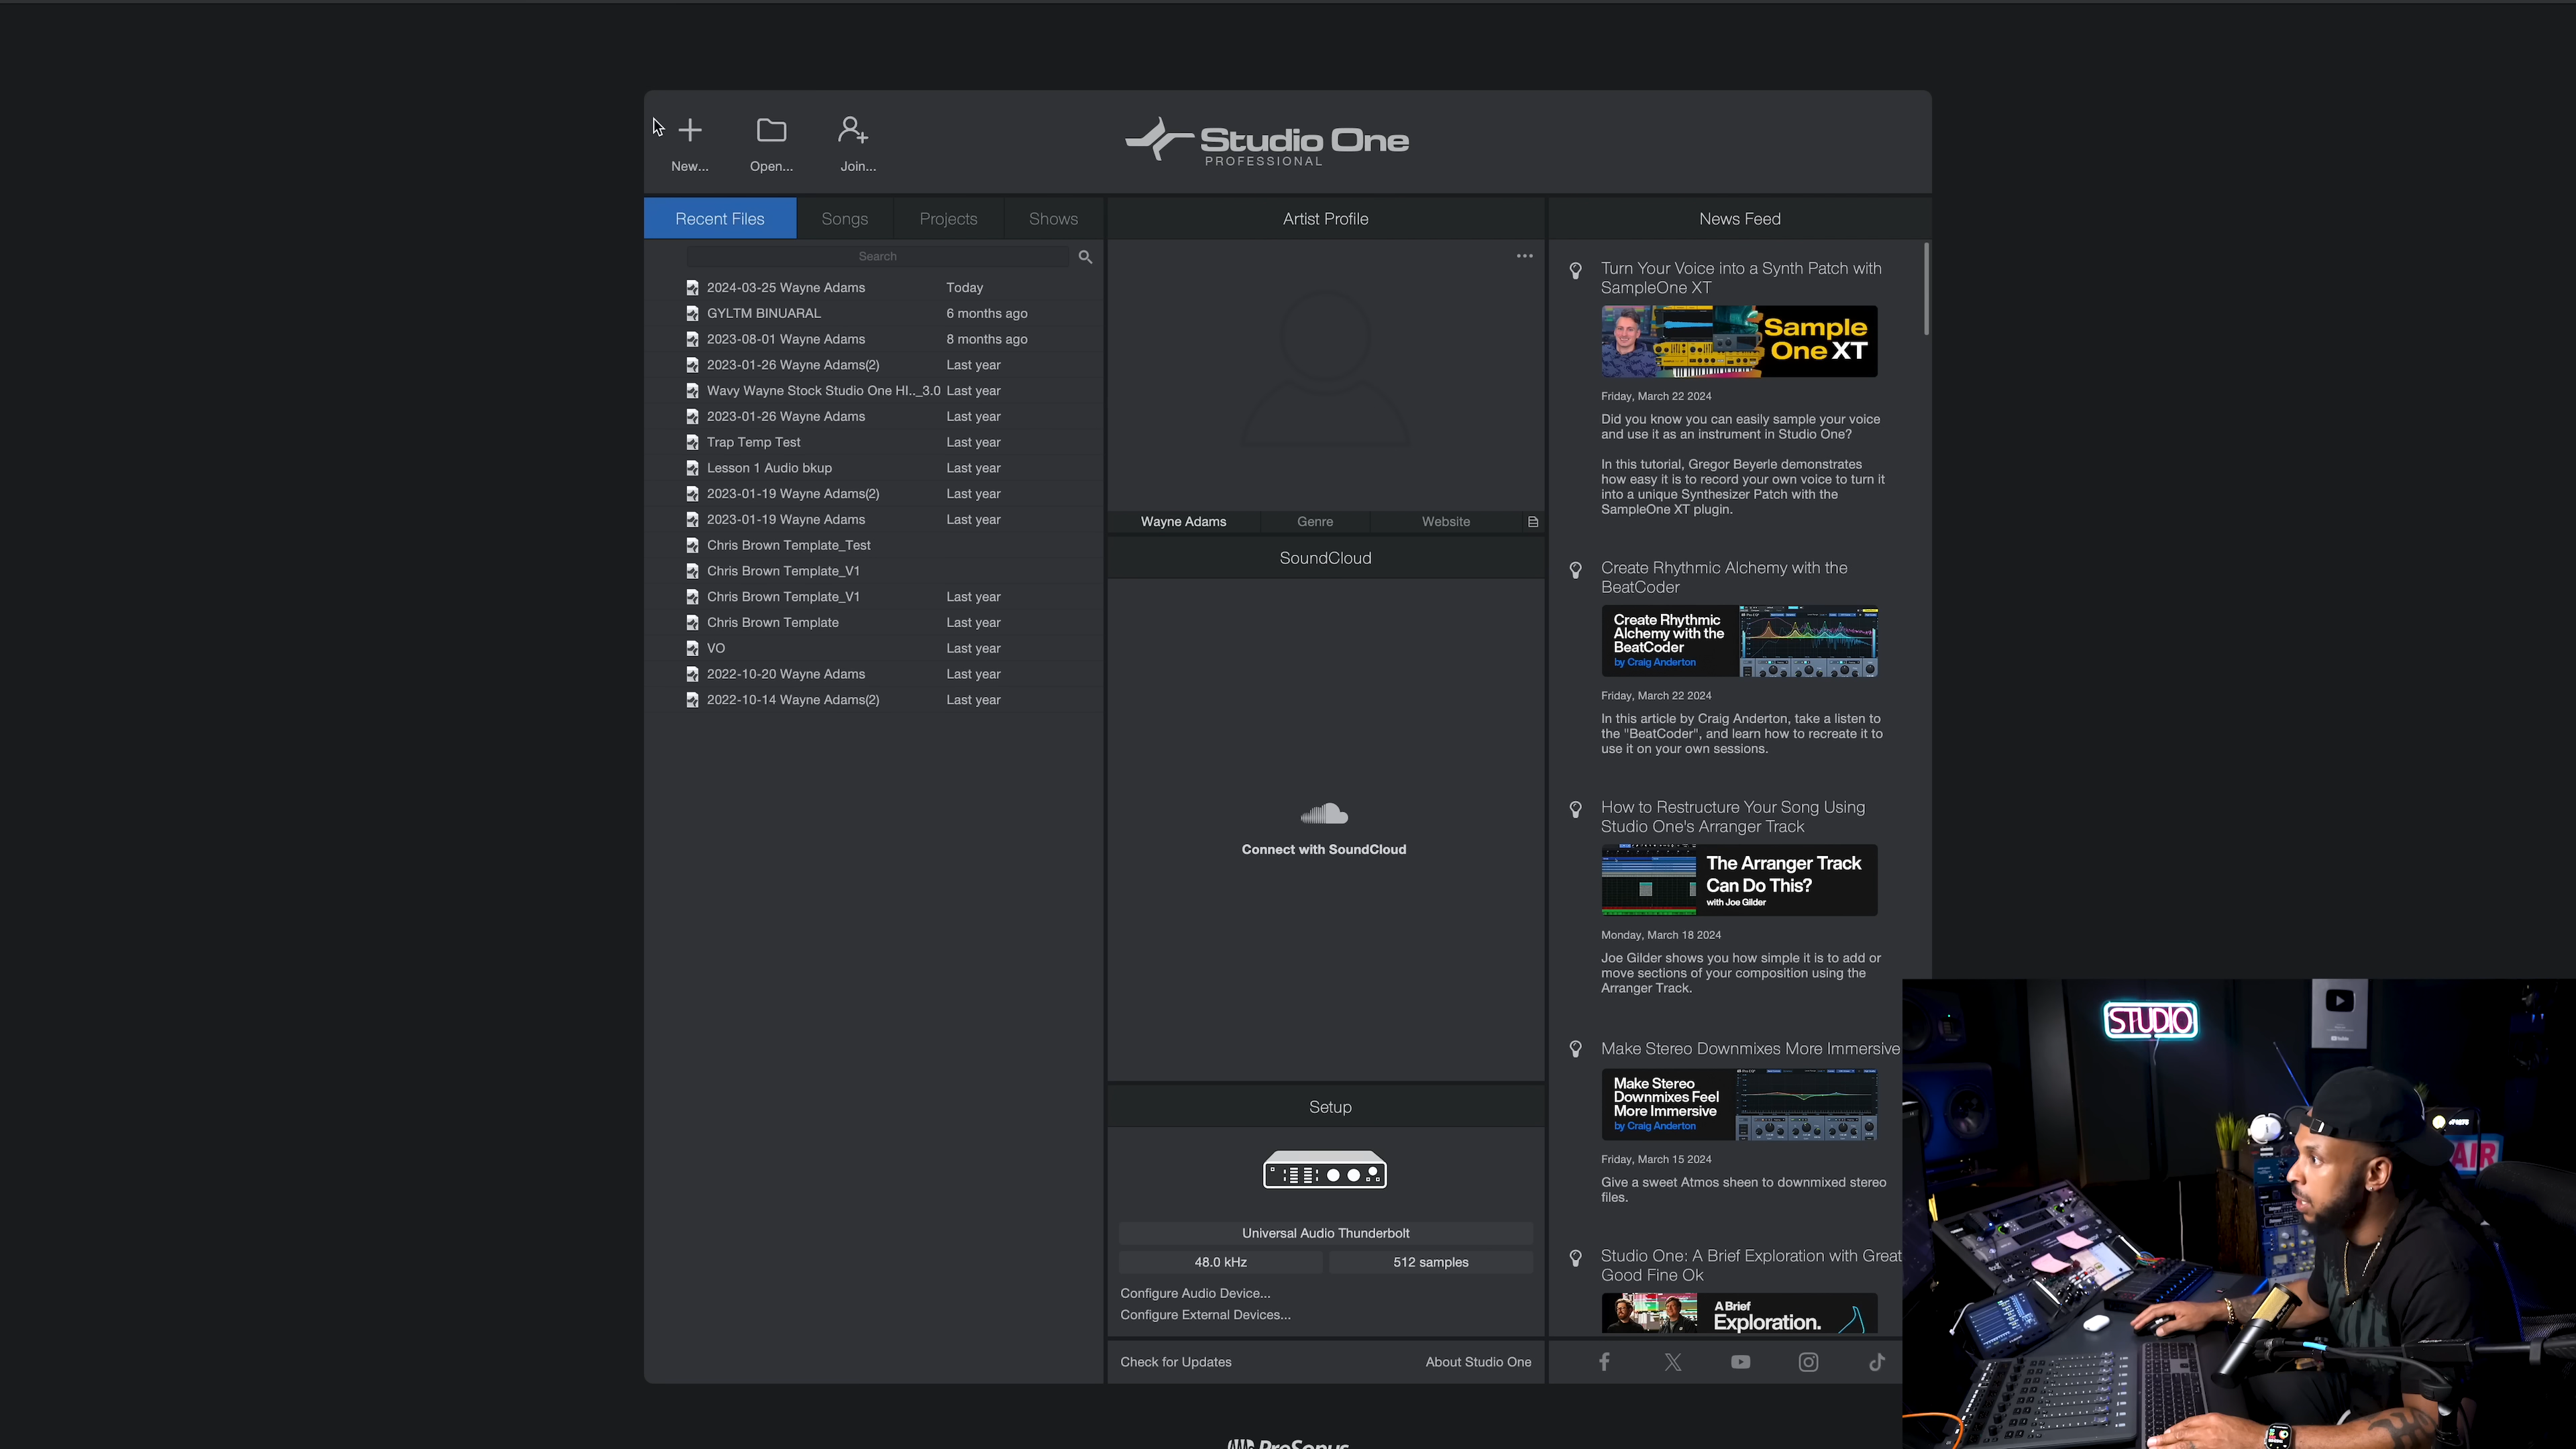 New...
Open...
Join...
Studio One
PROFESSIONAL
Recent Files
Songs
Projects
Shows
Search
2024-03-25 Wayne Adams Today
GYLTM BINUARAL 6 months ago
2023-08-01 Wayne Adams 8 months ago
2023-01-26 Wayne Adams(2) Last year
Wavy Wayne Stock Studio One HI.._3.0 Last year
2023-01-26 Wayne Adams Last year
Trap Temp Test Last year
Lesson 1 Audio bkup Last year
2023-01-19 Wayne Adams(2) Last year
2023-01-19 Wayne Adams Last year
Chris Brown Template_Test
Chris Brown Template_V1
Chris Brown Template_V1 Last year
Chris Brown Template Last year
VO Last year
2022-10-20 Wayne Adams Last year
2022-10-14 Wayne Adams(2) Last year
Artist Profile
Wayne Adams
Genre
Website
SoundCloud
Connect with SoundCloud
Setup
Universal Audio Thunderbolt
48.0 kHz
512 samples
Configure Audio Device...
Configure External Devices...
Check for Updates
About Studio One
News Feed
Turn Your Voice into a Synth Patch with
SampleOne XT
Sample
One XT
Friday, March 22 2024
Did you know you can easily sample your voice
and use it as an instrument in Studio One?
In this tutorial, Gregor Beyerle demonstrates
how easy it is to record your own voice to turn it
into a unique Synthesizer Patch with the
SampleOne XT plugin.
Create Rhythmic Alchemy with the
BeatCoder
Create Rhythmic
Alchemy with the
BeatCoder
by Craig Anderton
Friday, March 22 2024
In this article by Craig Anderton, take a listen to
the "BeatCoder", and learn how to recreate it to
use it on your own sessions.
How to Restructure Your Song Using
Studio One's Arranger Track
The Arranger Track
Can Do This?
with Joe Gilder
Monday, March 18 2024
Joe Gilder shows you how simple it is to add or
move sections of your composition using the
Arranger Track.
Make Stereo Downmixes More Immersive
Make Stereo
Downmixes Feel
More Immersive
by Craig Anderton
Friday, March 15 2024
Give a sweet Atmos sheen to downmixed stereo
files.
Studio One: A Brief Exploration with Great
Good Fine Ok
A Brief
Exploration.
STUDIO
AIR
PreSonus